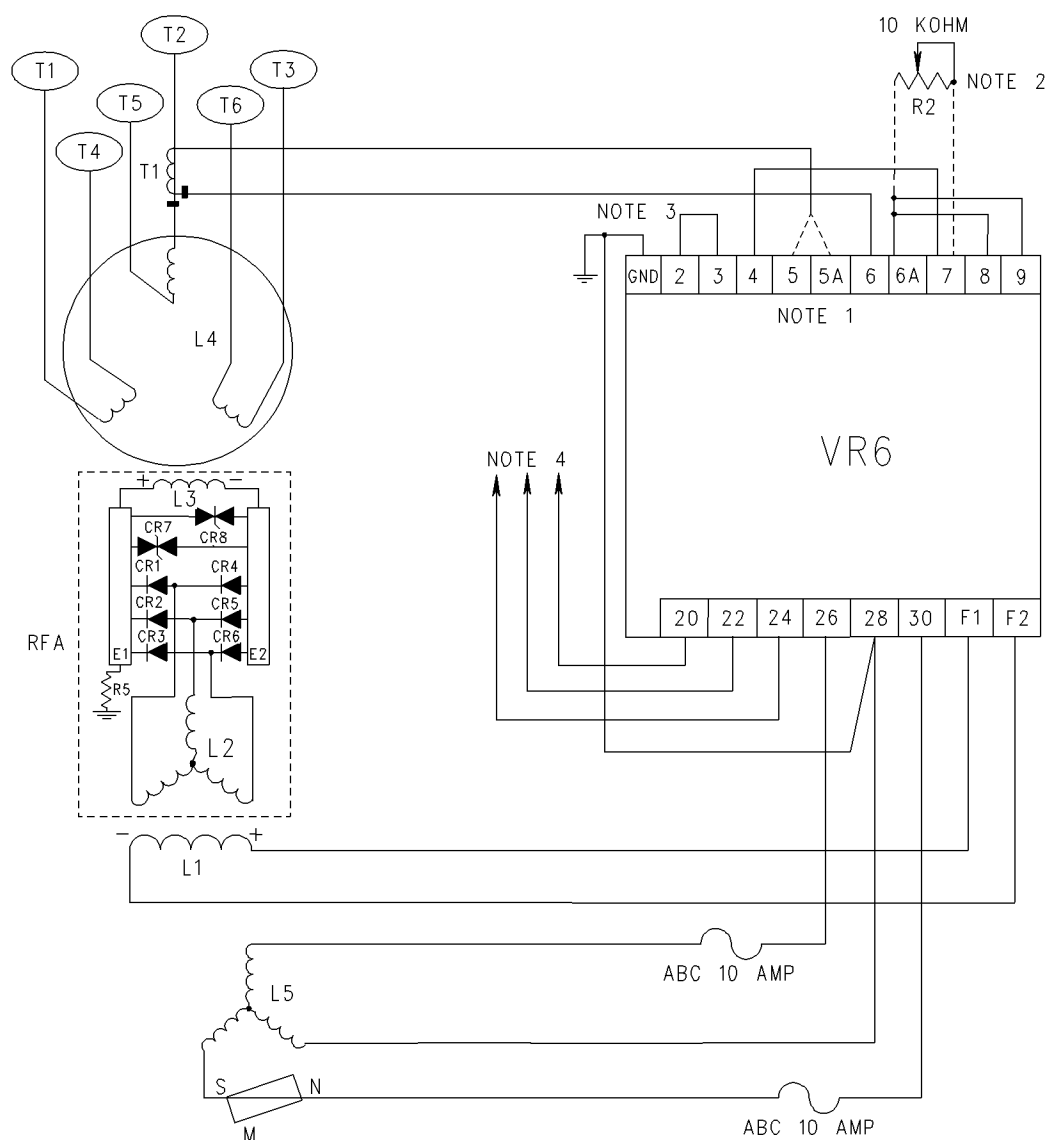 T2
10 KOHM
T1
T3
NOTE 2
T5
T6
R2
T4
T1
NOTE 3
GND 2 3 4 5 5A 6 6A 7 8 9
NOTE 1
L4
VR6
NOTE 4
+ -
L3
CR7
CR8
CR1 CR4
CR2 CR5
CR3 CR6
RFA
E1 E2
R5
20 22 24 26 28 30 F1 F2
L2
- +
L1
ABC 10 AMP
L5
S N
M
ABC 10 AMP